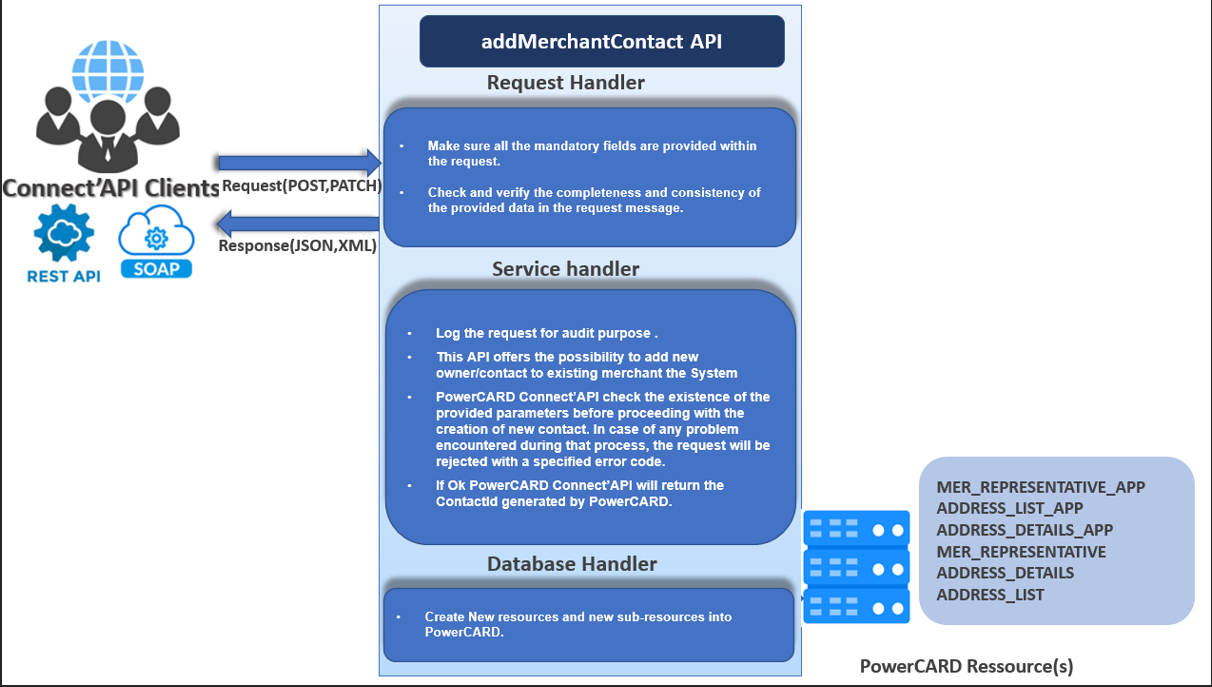 addMerchantContact API
Request Handler
• Make sure all the mandatory fields are provided within
the request.
• Check and verify the completeness and consistency of
the provided data in the request message.
Connect'API Clients
Request(POST,PATCH)
Response(JSON,XML)
REST API
SOAP
Service handler
• Log the request for audit purpose .
• This API offers the possibility to add new
owner/contact to existing merchant the System
• PowerCARD Connect'API check the existence of the
provided parameters before proceeding with the
creation of new contact. In case of any problem
encountered during that process, the request will be
rejected with a specified error code.
• If Ok PowerCARD Connect'API will return the
ContactId generated by PowerCARD.
Database Handler
• Create New resources and new sub-resources into
PowerCARD.
MER_REPRESENTATIVE_APP
ADDRESS_LIST_APP
ADDRESS_DETAILS_APP
MER_REPRESENTATIVE
ADDRESS_DETAILS
ADDRESS_LIST
PowerCARD Ressource(s)